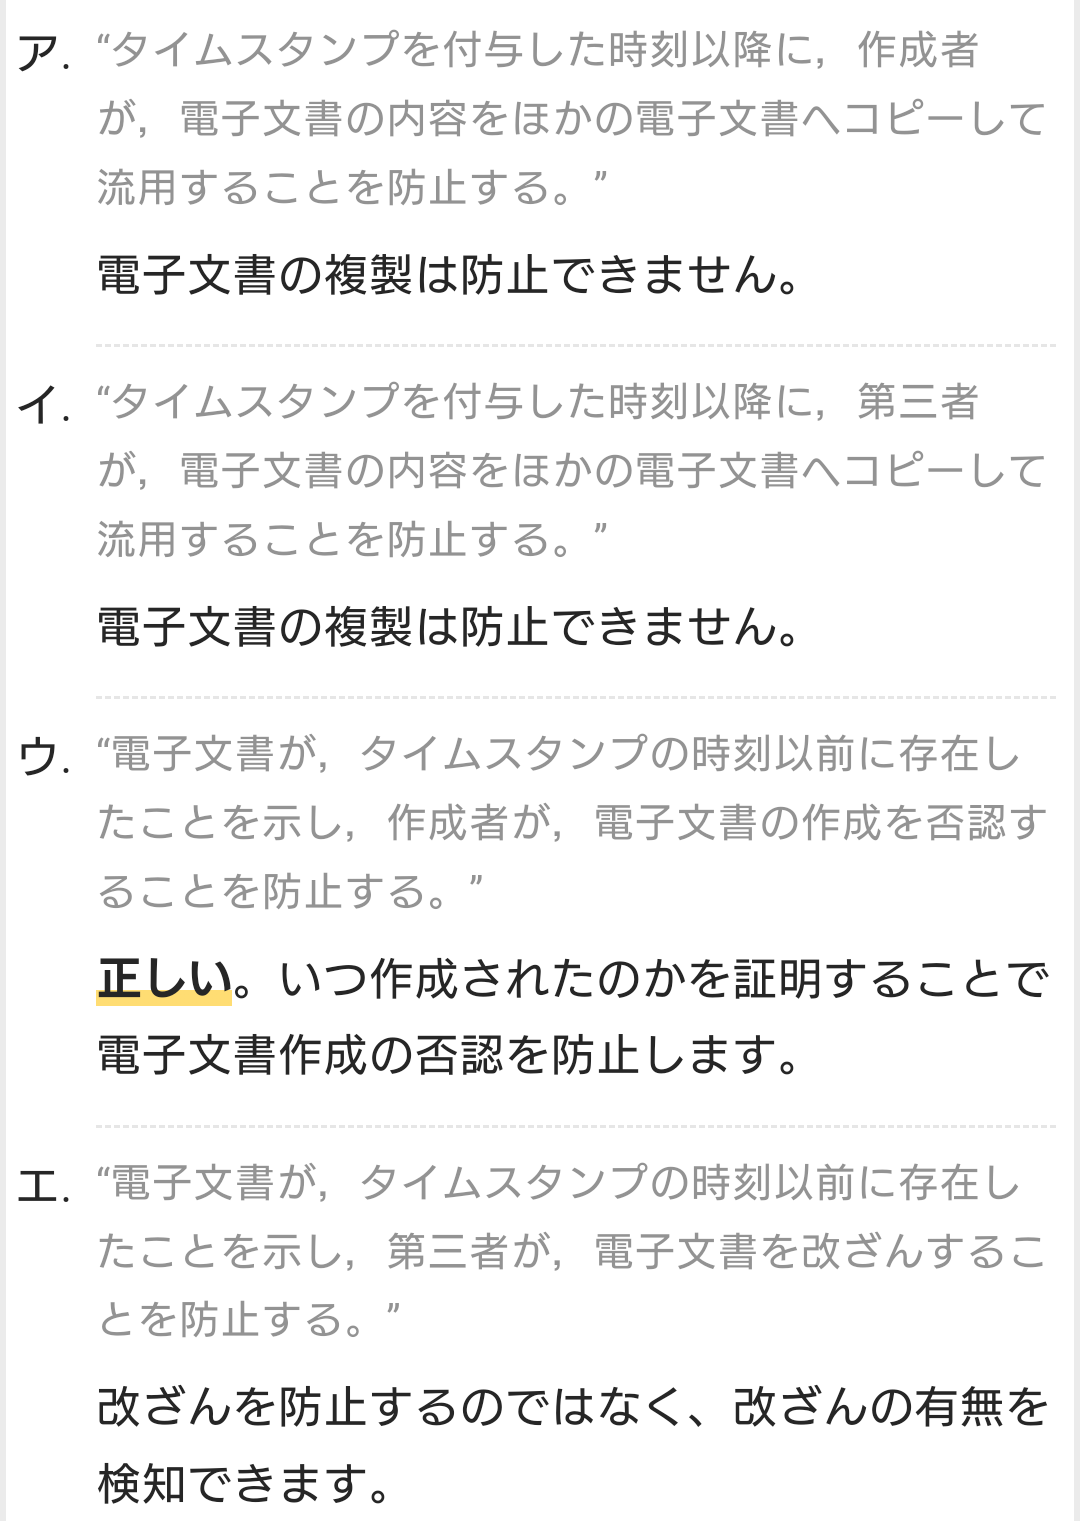 ア. “タイムスタンプを付与した時刻以降に，作成者
が，電子文書の内容をほかの電子文書へコピーして
流用することを防止する。”
電子文書の複製は防止できません。
イ. “タイムスタンプを付与した時刻以降に，第三者
が，電子文書の内容をほかの電子文書へコピーして
流用することを防止する。”
電子文書の複製は防止できません。
ウ. “電子文書が，タイムスタンプの時刻以前に存在し
たことを示し，作成者が，電子文書の作成を否認す
ることを防止する。”
正しい。いつ作成されたのかを証明することで
電子文書作成の否認を防止します。
エ. “電子文書が，タイムスタンプの時刻以前に存在し
たことを示し，第三者が，電子文書を改ざんするこ
とを防止する。”
改ざんを防止するのではなく、改ざんの有無を
検知できます。